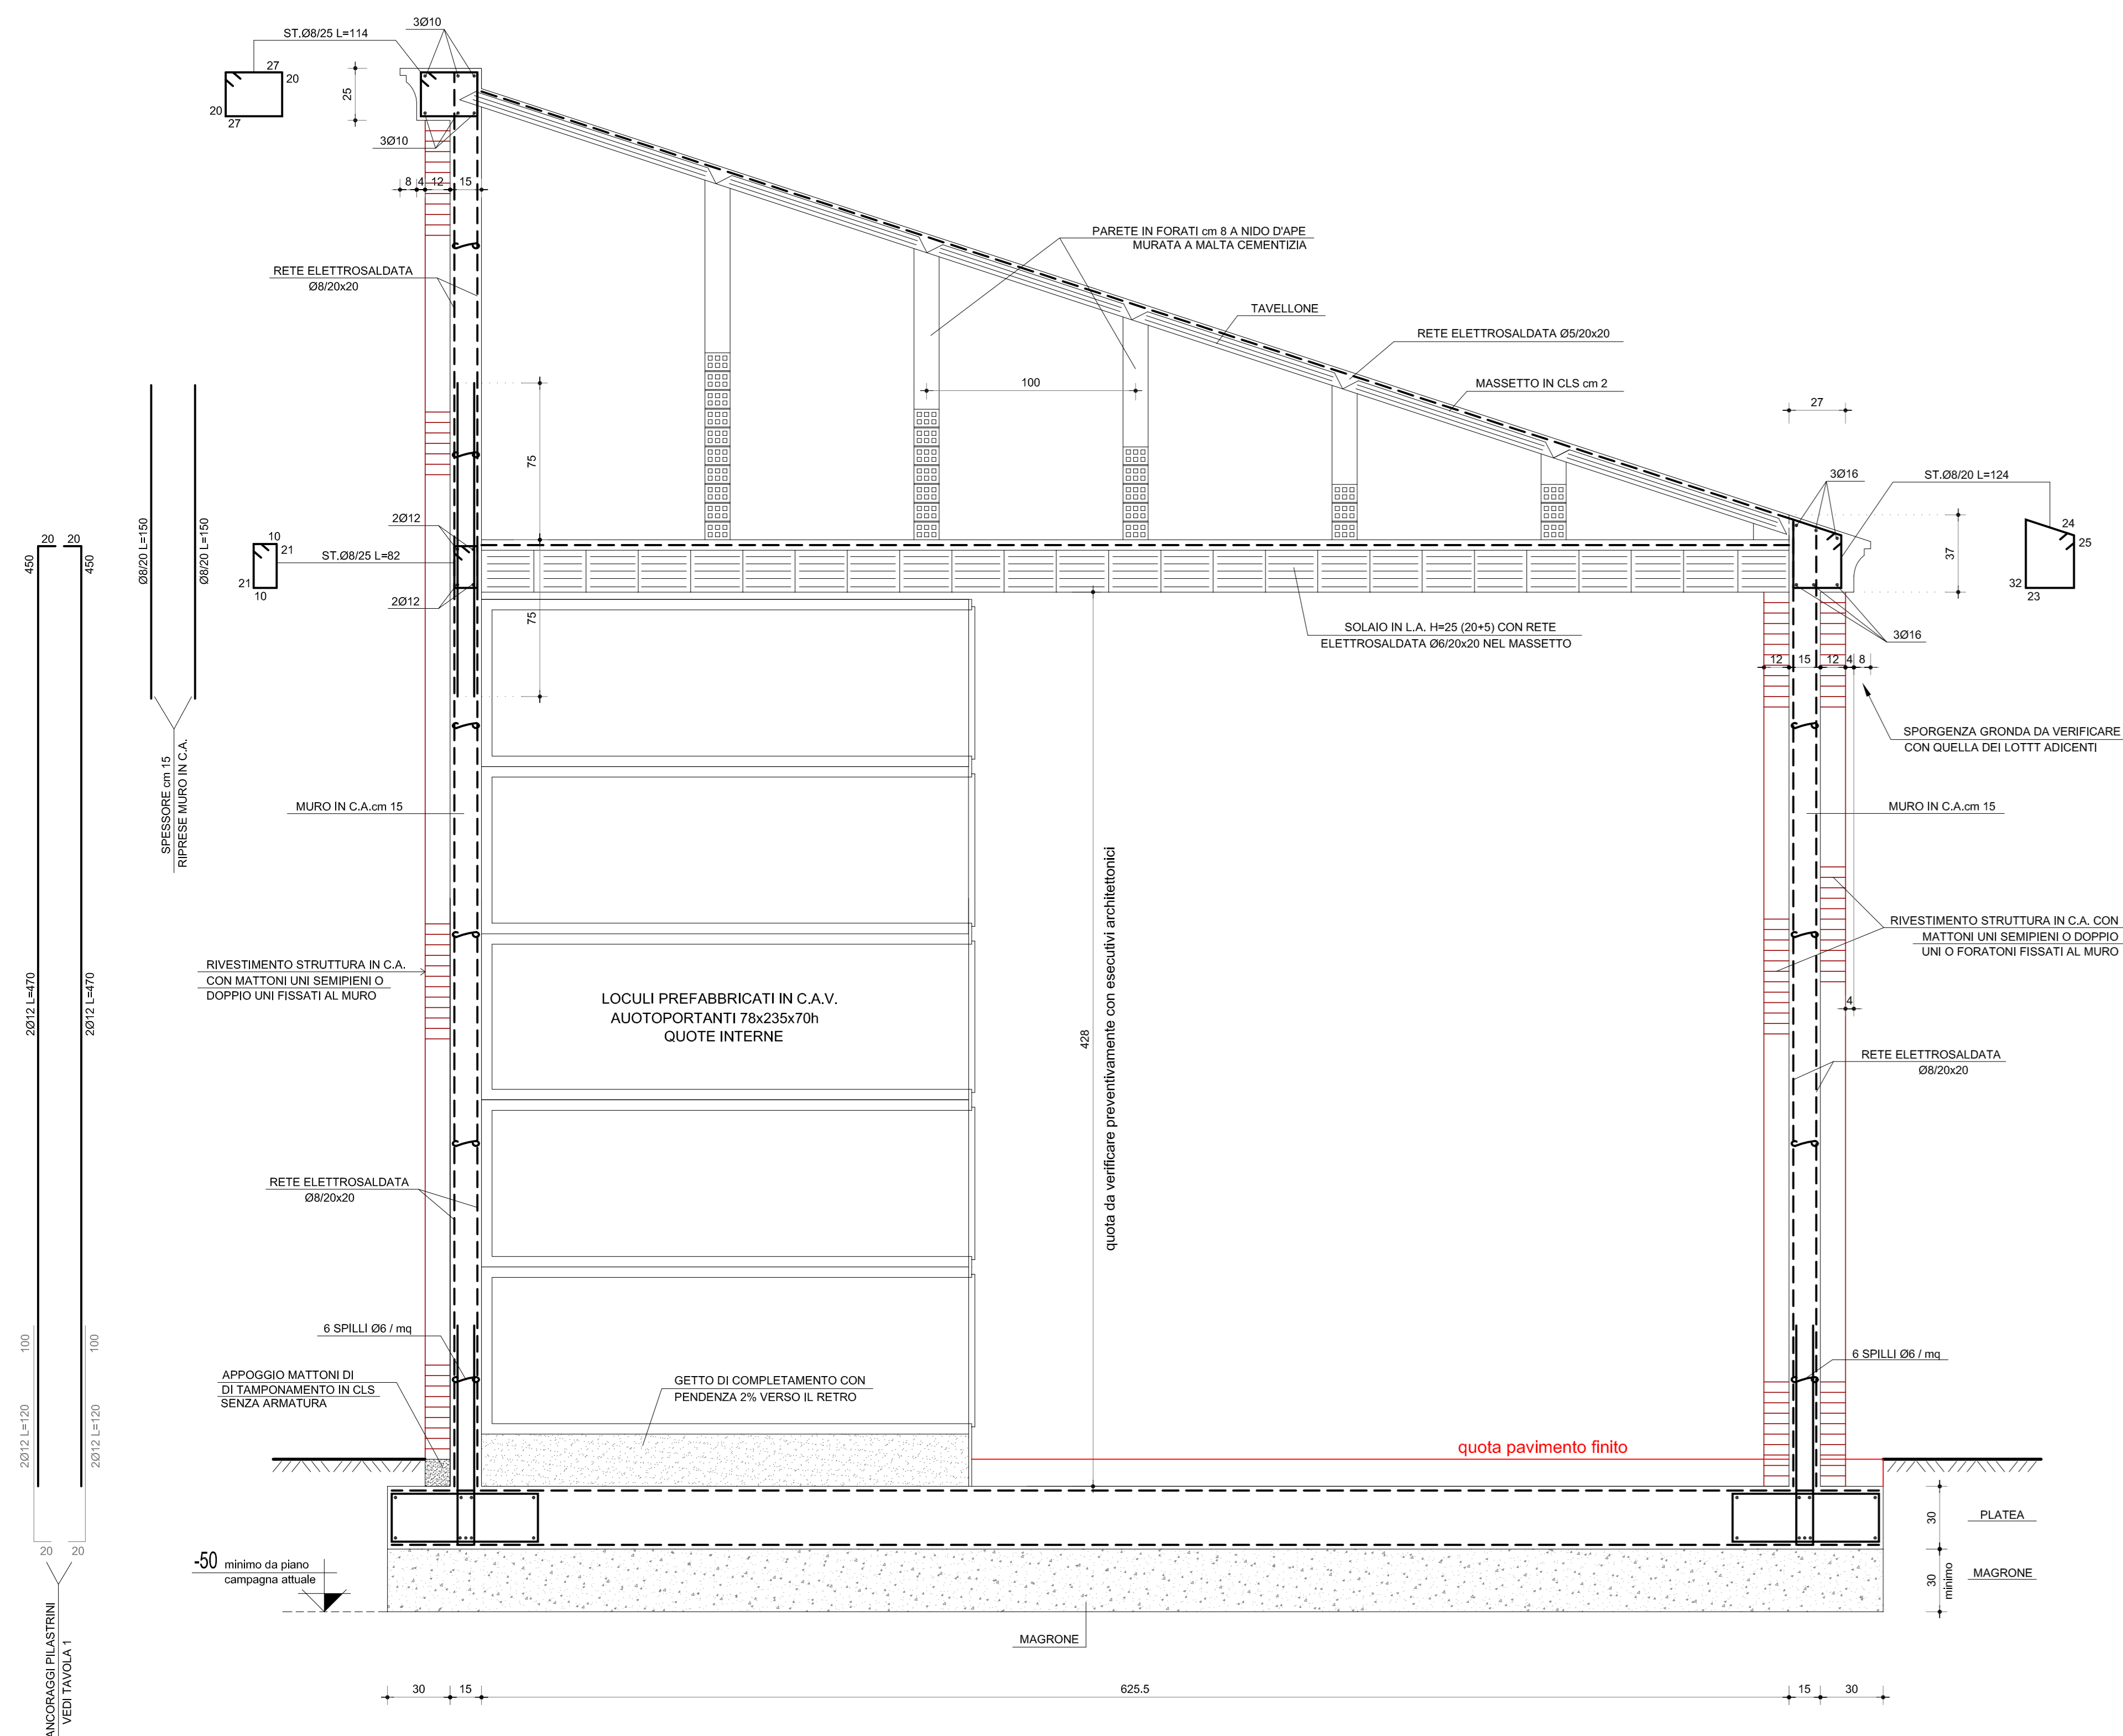 3Ø10
ST.Ø8/25 L=114
27
20
20
27
25
3Ø10
8 4 12 15
RETE ELETTROSALDATA
Ø8/20x20
PARETE IN FORATI cm 8 A NIDO D'APE
MURATA A MALTA CEMENTIZIA
TAVELLONE
RETE ELETTROSALDATA Ø5/20x20
MASSETTO IN CLS cm 2
100
27
75
3Ø16
ST.Ø8/20 L=124
24
25
32
23
37
3Ø16
2Ø12
10
21
ST.Ø8/25 L=82
21
10
2Ø12
75
SOLAIO IN L.A. H=25 (20+5) CON RETE
ELETTROSALDATA Ø6/20x20 NEL MASSETTO
12 15 12 4 8
SPORGENZA GRONDA DA VERIFICARE
CON QUELLA DEI LOTTT ADICENTI
450
20 20
450
Ø8/20 L=150
Ø8/20 L=150
SPESSORE cm 15
RIPRESE MURO IN C.A.
MURO IN C.A.cm 15
MURO IN C.A.cm 15
RIVESTIMENTO STRUTTURA IN C.A. CON
MATTONI UNI SEMIPIENI O DOPPIO
UNI O FORATONI FISSATI AL MURO
4
RIVESTIMENTO STRUTTURA IN C.A.
CON MATTONI UNI SEMIPIENI O
DOPPIO UNI FISSATI AL MURO
2Ø12 L=470
2Ø12 L=470
LOCULI PREFABBRICATI IN C.A.V.
AUOTOPORTANTI 78x235x70h
QUOTE INTERNE
428
quota da verificare preventivamente con esecutivi architettonici
RETE ELETTROSALDATA
Ø8/20x20
RETE ELETTROSALDATA
Ø8/20x20
6 SPILLI Ø6 / mq
6 SPILLI Ø6 / mq
APPOGGIO MATTONI DI
DI TAMPONAMENTO IN CLS
SENZA ARMATURA
GETTO DI COMPLETAMENTO CON
PENDENZA 2% VERSO IL RETRO
100
100
2Ø12 L=120
2Ø12 L=120
20 20
ANCORAGGI PILASTRINI
VEDI TAVOLA 1
quota pavimento finito
30
PLATEA
30
minimo
MAGRONE
-50 minimo da piano
campagna attuale
MAGRONE
30 15 625.5 15 30